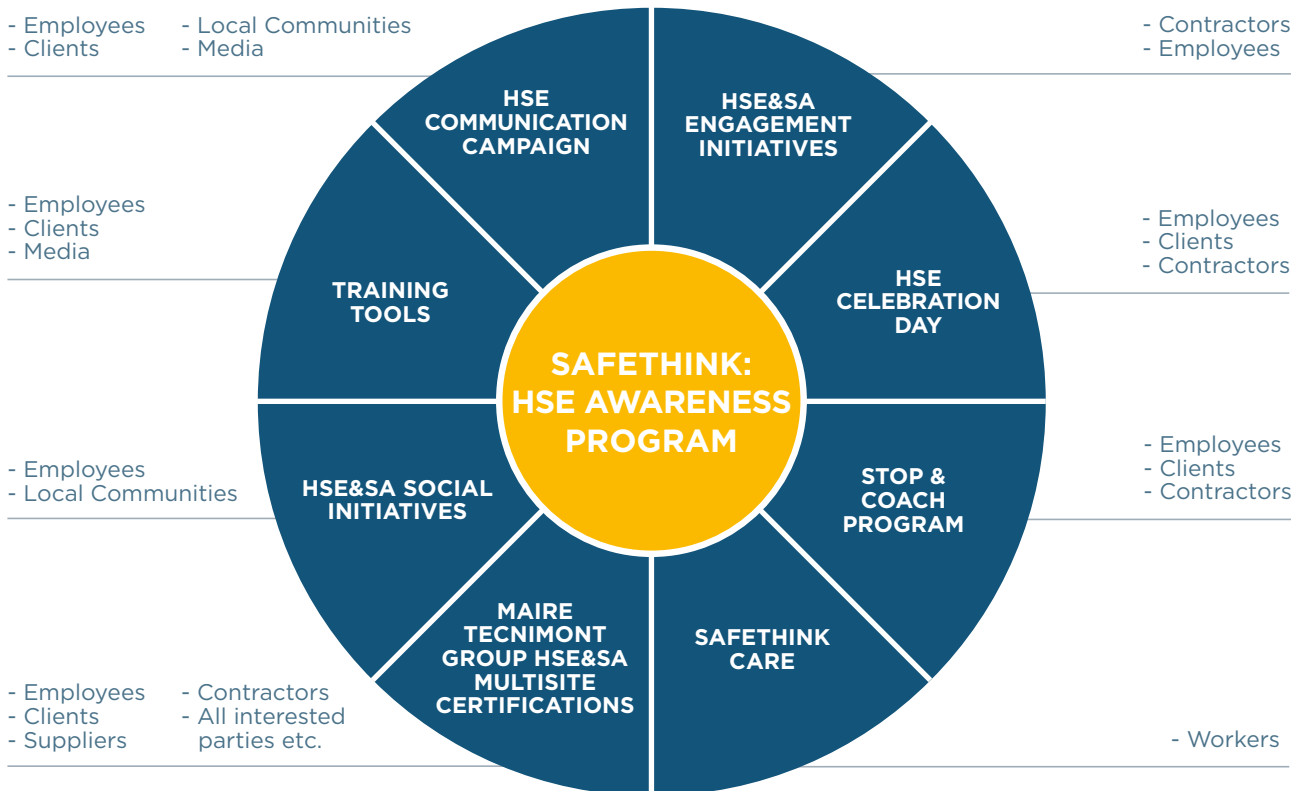 - Employees
- Clients
- Local Communities
- Media
HSE
COMMUNICATION
CAMPAIGN
HSE&SA
ENGAGEMENT
INITIATIVES
- Contractors
- Employees
- Employees
- Clients
- Media
TRAINING
TOOLS
HSE
CELEBRATION
DAY
- Employees
- Clients
- Contractors
SAFETHINK:
HSE AWARENESS
PROGRAM
- Employees
- Local Communities
HSE&SA SOCIAL
INITIATIVES
STOP &
COACH
PROGRAM
- Employees
- Clients
- Contractors
- Employees
- Clients
- Suppliers
- Contractors
- All interested
parties etc.
MAIRE
TECNIMONT
GROUP HSE&SA
MULTISITE
CERTIFICATIONS
SAFETHINK
CARE
- Workers